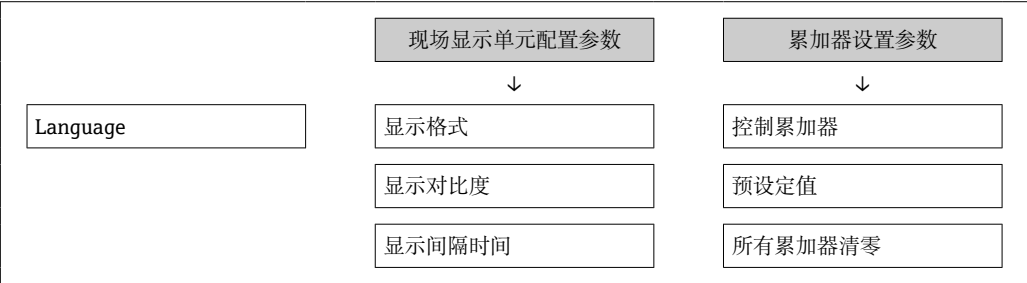 现场显示单元配置参数
累加器设置参数
↓
↓
Language
显示格式
控制累加器
显示对比度
预设定值
显示间隔时间
所有累加器清零